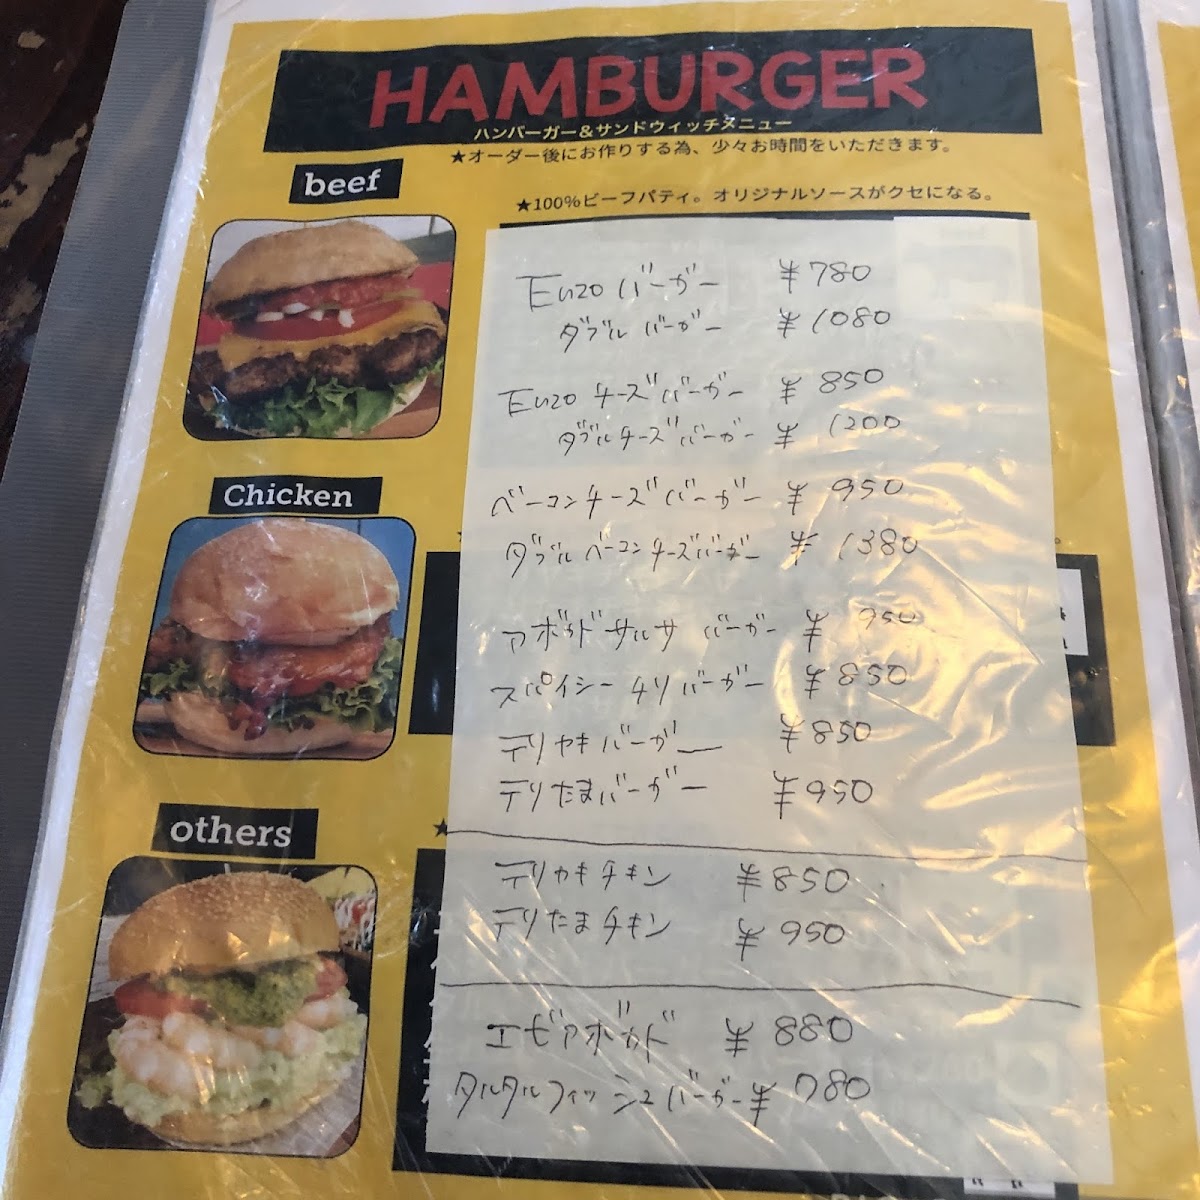 HAMBURGER
ハンバーガー＆サンドウィッチメニュー
★オーダー後にお作りする為、少々お時間をいただきます。
beef
★100%ビーフパティ。オリジナルソースがクセになる。
Enzo バーガー ¥780
ダブル バーガー ¥1080
Enzo チーズバーガー ¥850
ダブルチーズバーガー ¥1200
Chicken
ベーコンチーズバーガー ¥950
ダブルベーコンチーズバーガー ¥1380
アボガドサルサ バーガー ¥950
スパイシーチリバーガー ¥850
テリヤキバーガー ¥850
テリたまバーガー ¥950
others
テリヤキチキン ¥850
テリたまチキン ¥950
エビアボガド ¥880
タルタルフィッシュバーガー ¥780